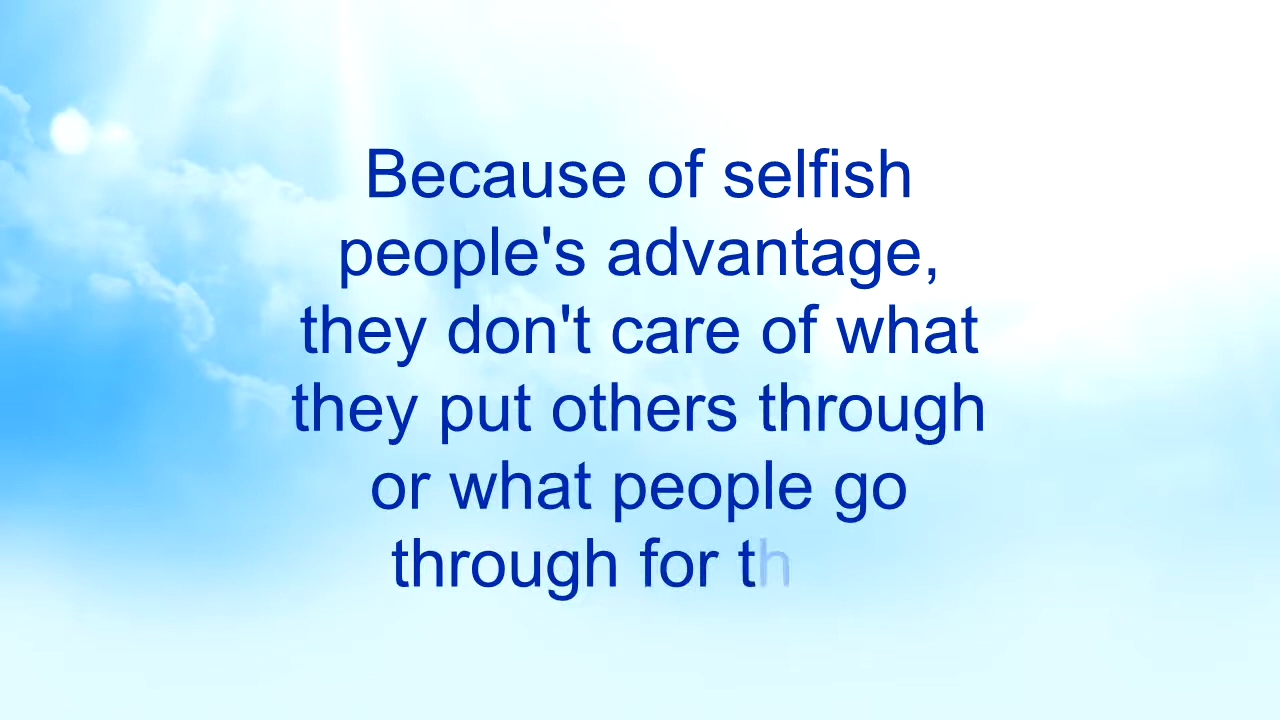 Because of selfish
people's advantage,
they don't care of what
they put others through
or what people go
through for th